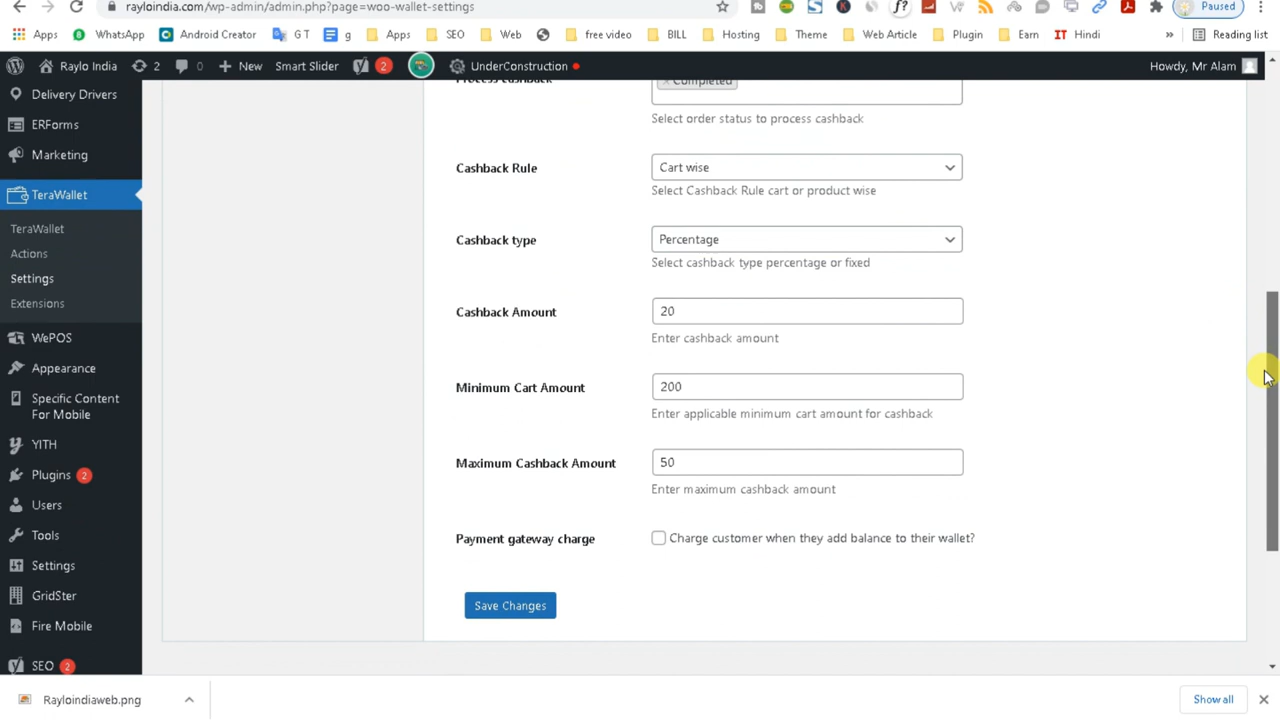 rayloindia.com/wp-admin/admin.php?page=woo-wallet-settings
Paused
Apps WhatsApp Android Creator G T g Apps SEO Web free video BILL Hosting Theme Web Article Plugin Earn IT Hindi » Reading list
Raylo India 2 0 New Smart Slider 2 UnderConstruction Howdy, Mr Alam
Delivery Drivers
ERForms
Marketing
TeraWallet
TeraWallet
Actions
Settings
Extensions
WePOS
Appearance
Specific Content
For Mobile
YITH
Plugins 2
Users
Tools
Settings
GridSter
Fire Mobile
SEO 2
Process cashback × Completed
Select order status to process cashback
Cashback Rule Cart wise
Select Cashback Rule cart or product wise
Cashback type Percentage
Select cashback type percentage or fixed
Cashback Amount 20
Enter cashback amount
Minimum Cart Amount 200
Enter applicable minimum cart amount for cashback
Maximum Cashback Amount 50
Enter maximum cashback amount
Payment gateway charge Charge customer when they add balance to their wallet?
Save Changes
Rayloindiaweb.png Show all